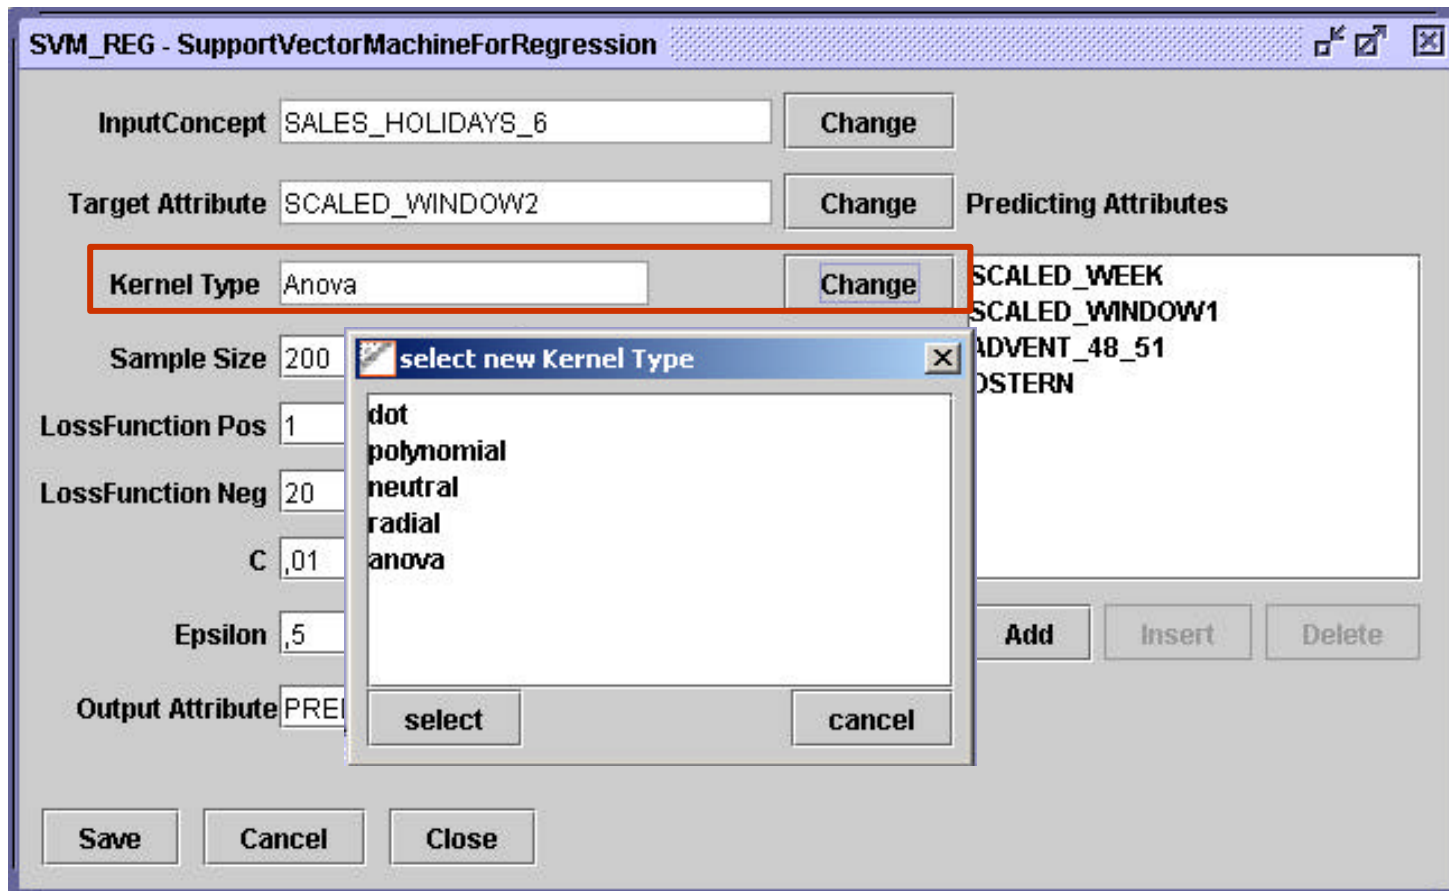 SVM_REG - SupportVectorMachineForRegression
InputConcept SALES_HOLIDAYS_6 Change
Target Attribute SCALED_WINDOW2 Change Predicting Attributes
Kernel Type Anova Change
SCALED_WEEK
SCALED_WINDOW1
ADVENT_48_51
OSTERN
Sample Size 200
LossFunction Pos 1
LossFunction Neg 20
C ,01
Epsilon ,5
Output Attribute
select new Kernel Type
dot
polynomial
neutral
radial
anova
select cancel
Add Insert Delete
Save Cancel Close